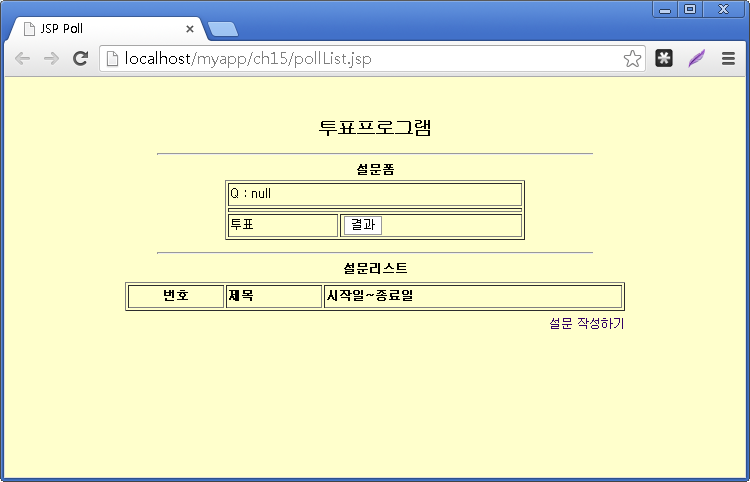 JSP Poll
localhost/myapp/ch15/pollList.jsp
투표프로그램
설문폼
Q : null
투표 결과
설문리스트
번호 제목 시작일~종료일
설문 작성하기